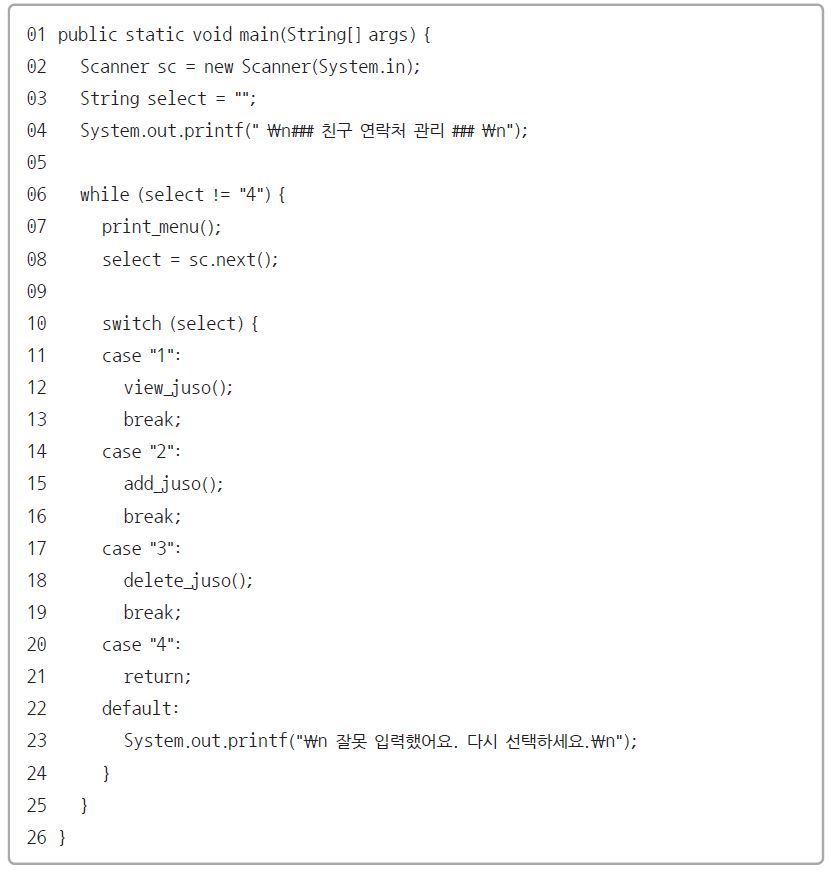 01 public static void main(String[] args) {
02 Scanner sc = new Scanner(System.in);
03 String select = "";
04 System.out.printf(" ₩n### 친구 연락처 관리 ### ₩n");
05
06 while (select != "4") {
07 print_menu();
08 select = sc.next();
09
10 switch (select) {
11 case "1":
12 view_juso();
13 break;
14 case "2":
15 add_juso();
16 break;
17 case "3":
18 delete_juso();
19 break;
20 case "4":
21 return;
22 default:
23 System.out.printf("₩n 잘못 입력했어요. 다시 선택하세요.₩n");
24 }
25 }
26 }